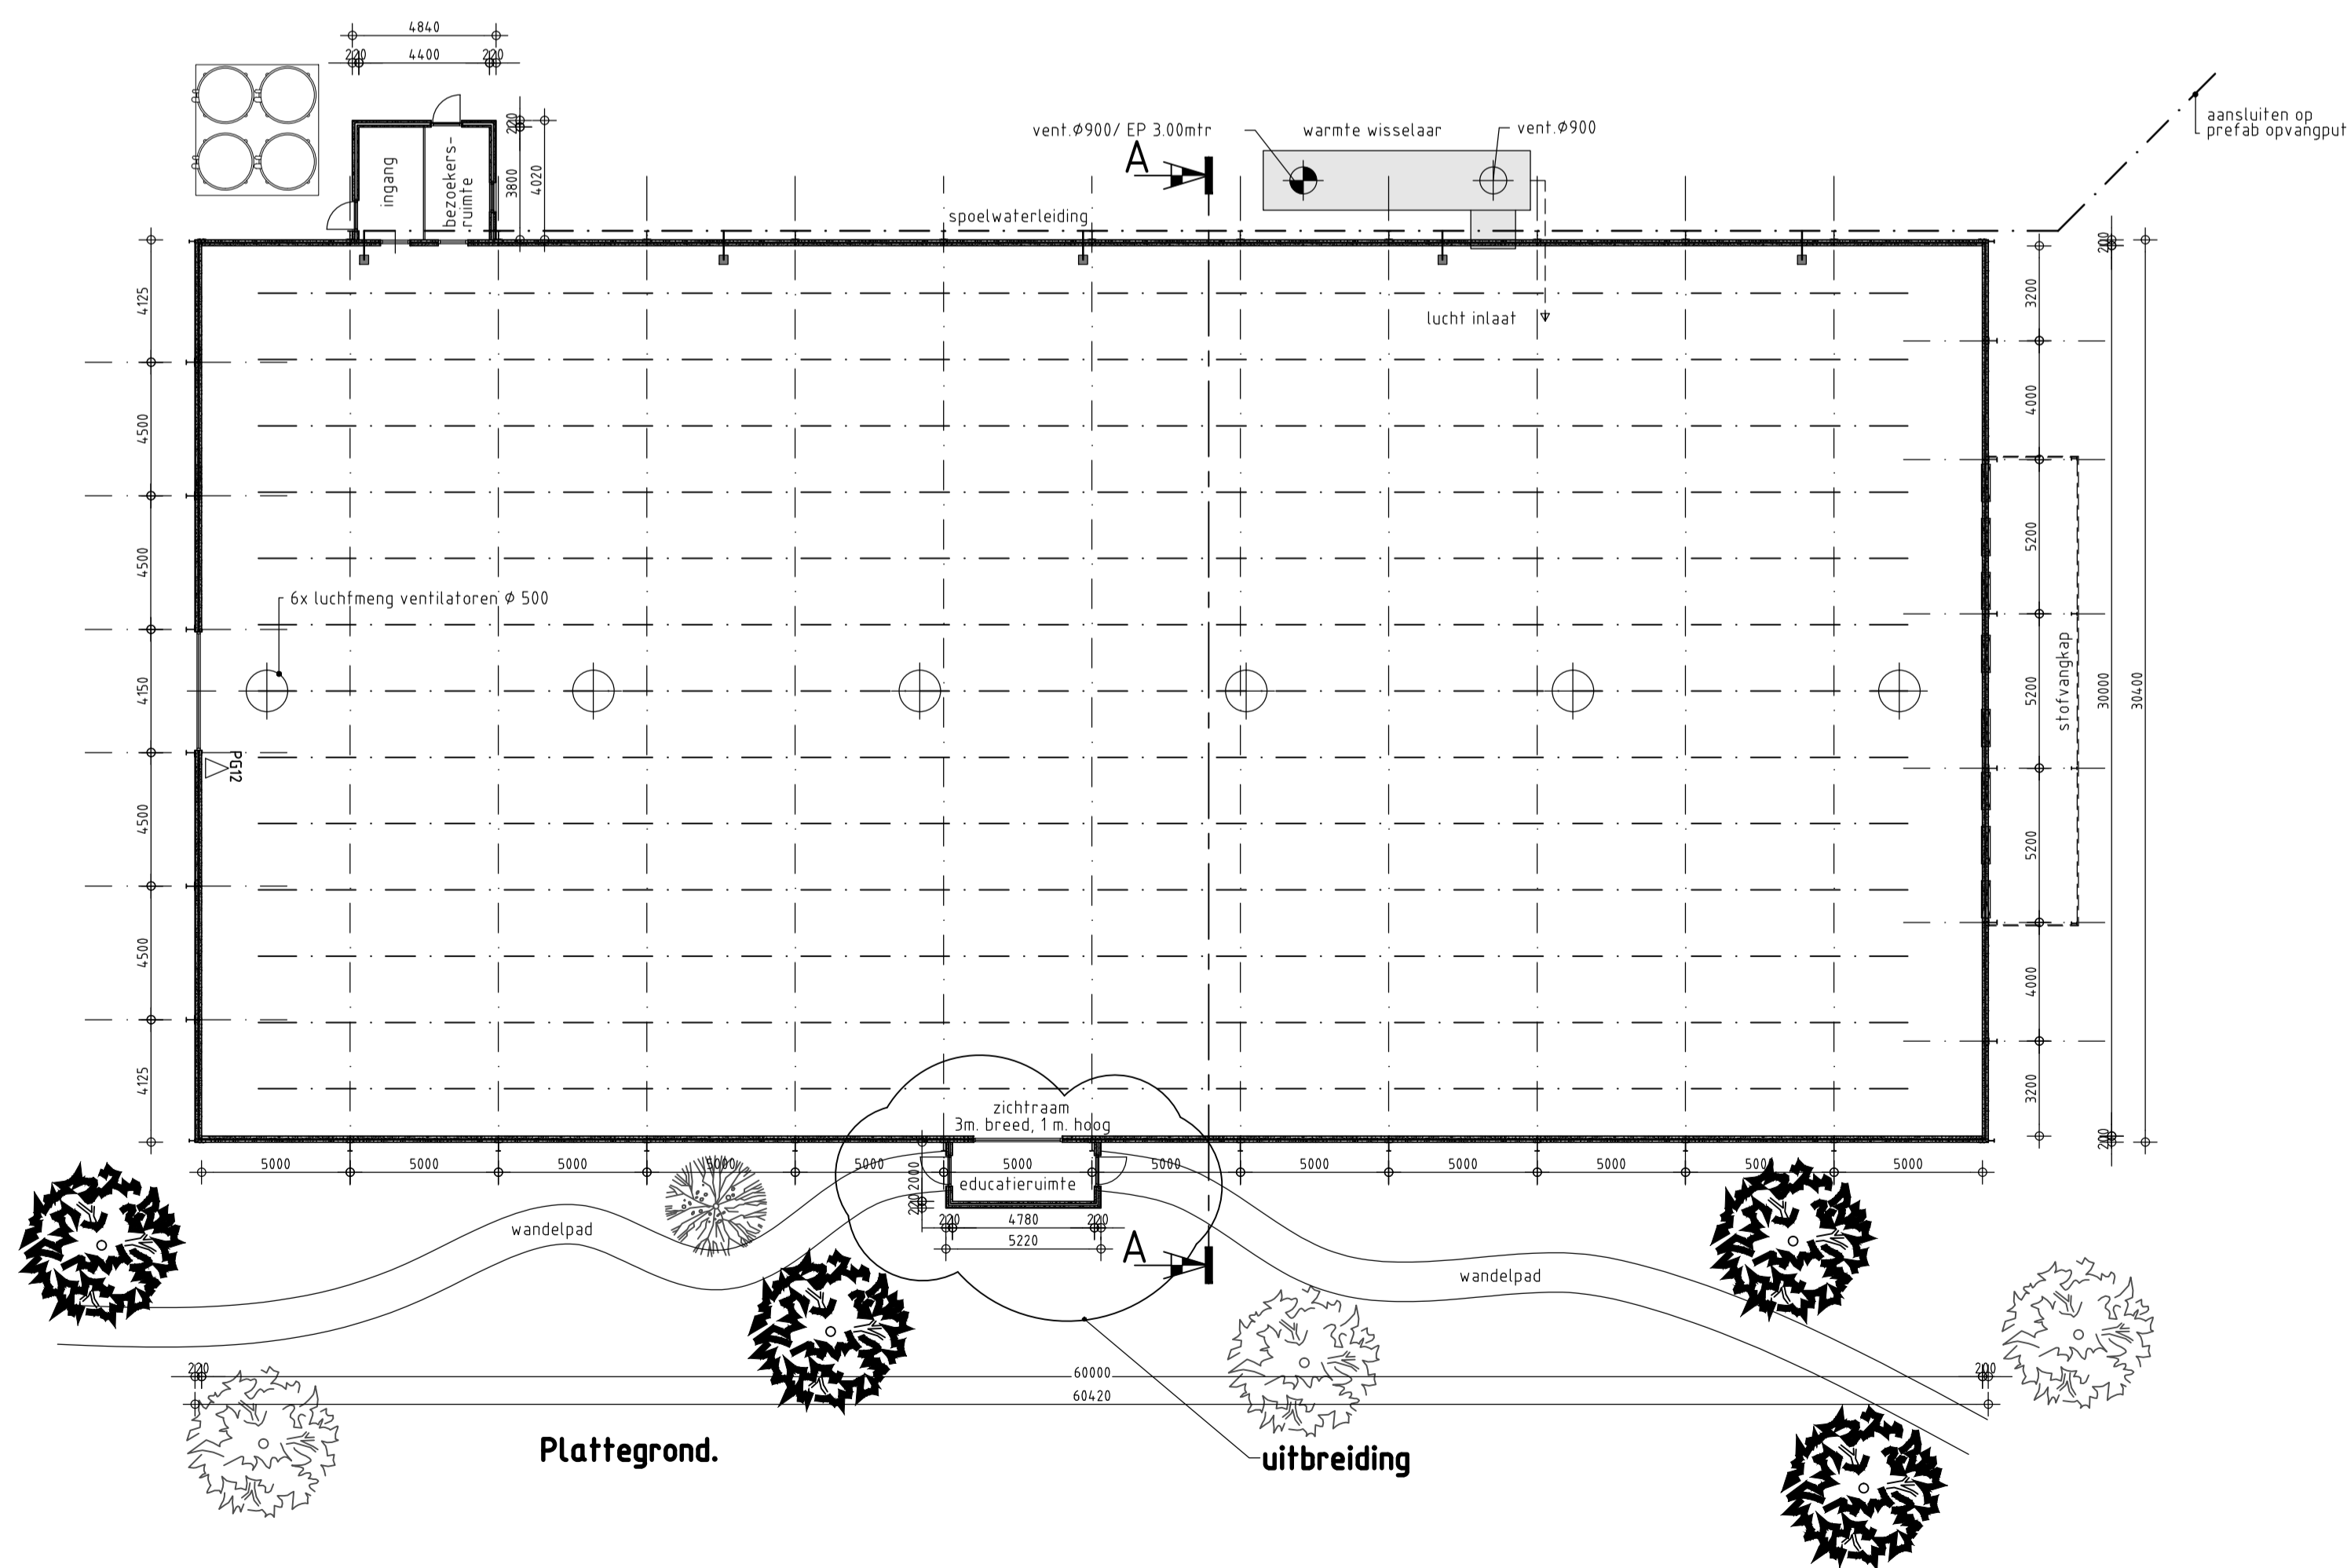 4840
220 4400 220
ingang
bezoekers-
ruimte
220
3800
4020
vent.Ø900/ EP 3.00mtr
warmte wisselaar
vent.Ø900
A
aansluiten op
prefab opvangput
spoelwaterleiding
lucht inlaat
4125
4500
4500
4150
4500
4500
4125
6x luchtmeng ventilatoren Ø 500
PG12
200
3200
4000
5200
5200
5200
4000
3200
200
stofvangkap
30000
30400
zichtraam
3m. breed, 1 m. hoog
5000 5000 5000 5000 5000 5000 5000 5000 5000 5000 5000 5000
2000
220
educatieruimte
220 4780 220
5220
A
wandelpad
wandelpad
220 60000 200
60420
Plattegrond.
uitbreiding